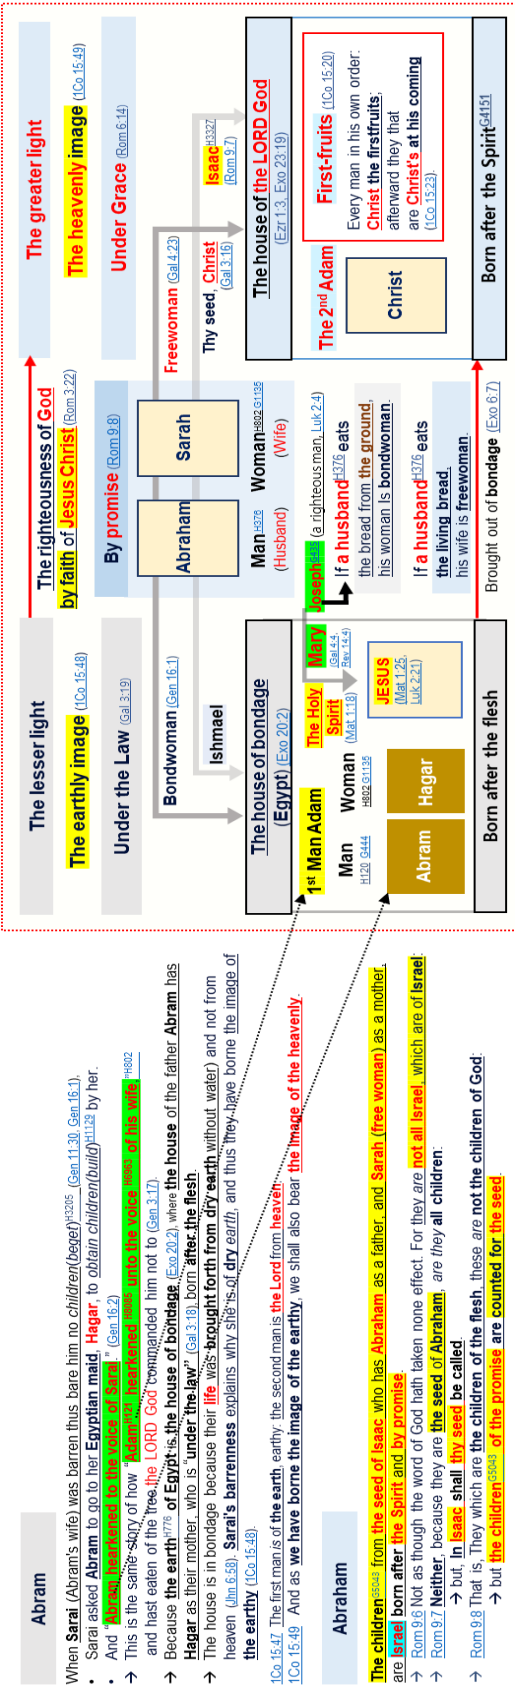 Abram
When Sarai (Abram's wife) was barren thus bare him no children(beget)H3205 (Gen 11:30, Gen 16:1),
• Sarai asked Abram to go to her Egyptian maid, Hagar, to obtain children(build)H1129 by her.
• And "Abram hearkened to the voice of Sarai." (Gen 16:2)
→ This is the same story of how "AdamH121 hearkened H8085 unto the voice H6963 of his wife,"H802
and hast eaten of the tree the LORD God commanded him not to (Gen 3:17).
→ Because the earthH776 of Egypt is the house of bondage (Exo 20:2), where the house of the father Abram has
Hagar as their mother, who is "under the law" (Gal 3:18), born after the flesh.
→ The house is in bondage because their life was brought forth from dry earth without water) and not from
heaven (Jhn 6:58). Sarai's barrenness explains why she is of dry earth, and thus they have borne the image of
the earthy (1Co 15:48).
1Co 15:47 The first man is of the earth, earthy: the second man is the Lord from heaven.
1Co 15:49 And as we have borne the image of the earthy, we shall also bear the image of the heavenly.
Abraham
The childrenG5043 from the seed of Isaac who has Abraham as a father, and Sarah (free woman) as a mother,
are Israel born after the Spirit and by promise.
→ Rom 9:6 Not as though the word of God hath taken none effect. For they are not all Israel, which are of Israel:
→ Rom 9:7 Neither, because they are the seed of Abraham, are they all children:
→ but, In Isaac shall thy seed be called.
→ Rom 9:8 That is, They which are the children of the flesh, these are not the children of God:
→ but the childrenG5043 of the promise are counted for the seed.
The lesser light
The earthly image (1Co 15:48)
Under the Law (Gal 3:19)
Bondwoman (Gen 16:1)
Ishmael
The house of bondage
(Egypt) (Exo 20:2)
1st Man Adam
Man
H120 G444
Woman
H802 G1135
Abram
Hagar
The Holy
Spirit
(Mat 1:18)
Mary
(Gal 4:4,
Rev 14:4)
JESUS
(Mat 1:25,
Luk 2:21)
Born after the flesh
The righteousness of God
by faith of Jesus Christ (Rom 3:22)
By promise (Rom 9:8)
Abraham
Sarah
Man H376
(Husband)
WomanH802 G1135
(Wife)
JosephG435 (a righteous man, Luk 2:4)
If a husbandH376 eats
the bread from the ground,
his woman Is bondwoman.
If a husbandH376 eats
the living bread,
his wife is freewoman.
Brought out of bondage (Exo 6:7)
The greater light
The heavenly image (1Co 15:49)
Under Grace (Rom 6:14)
Freewoman (Gal 4:23)
Thy seed, Christ
(Gal 3:16)
IsaacH3327
(Rom 9:7)
The house of the LORD God
(Ezr 1:3, Exo 23:19)
The 2nd Adam
Christ
First-fruits (1Co 15:20)
Every man in his own order:
Christ the firstfruits;
afterward they that
are Christ's at his coming
(1Co 15:23).
Born after the SpiritG4151